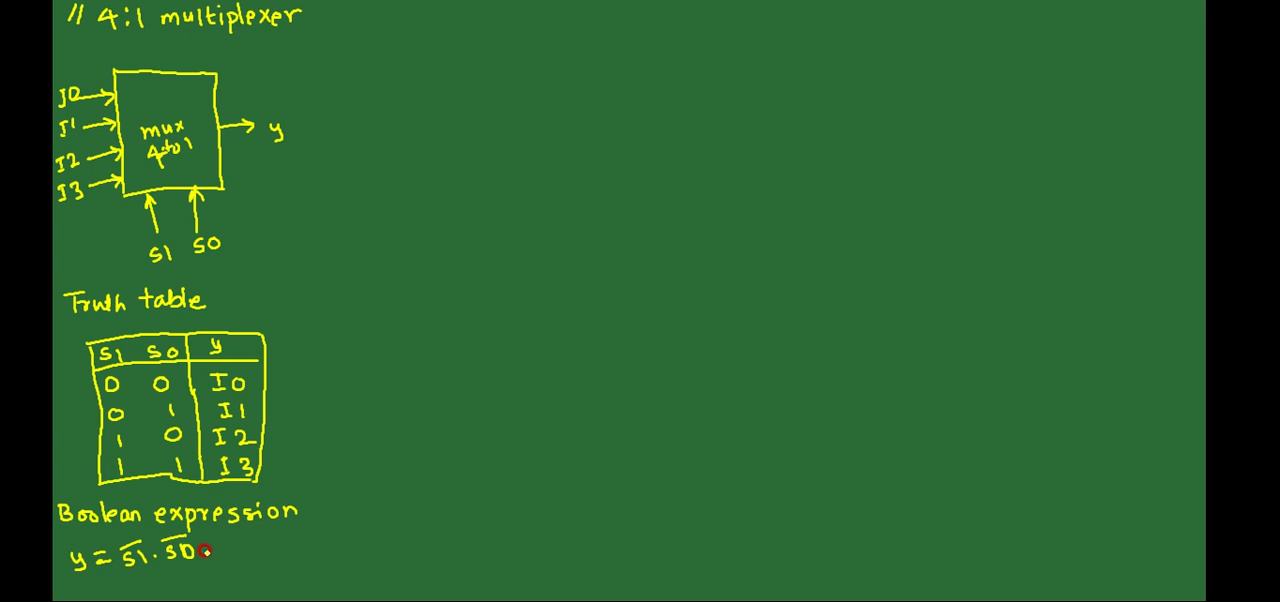 // 4:1 multiplexer
I0
I1
I2
I3
mux
4to1
y
S1 S0
Truth table
S1 S0 y
0 0 I0
0 1 I1
1 0 I2
1 1 I3
Boolean expression
y = S̅1̅ . S̅0̅